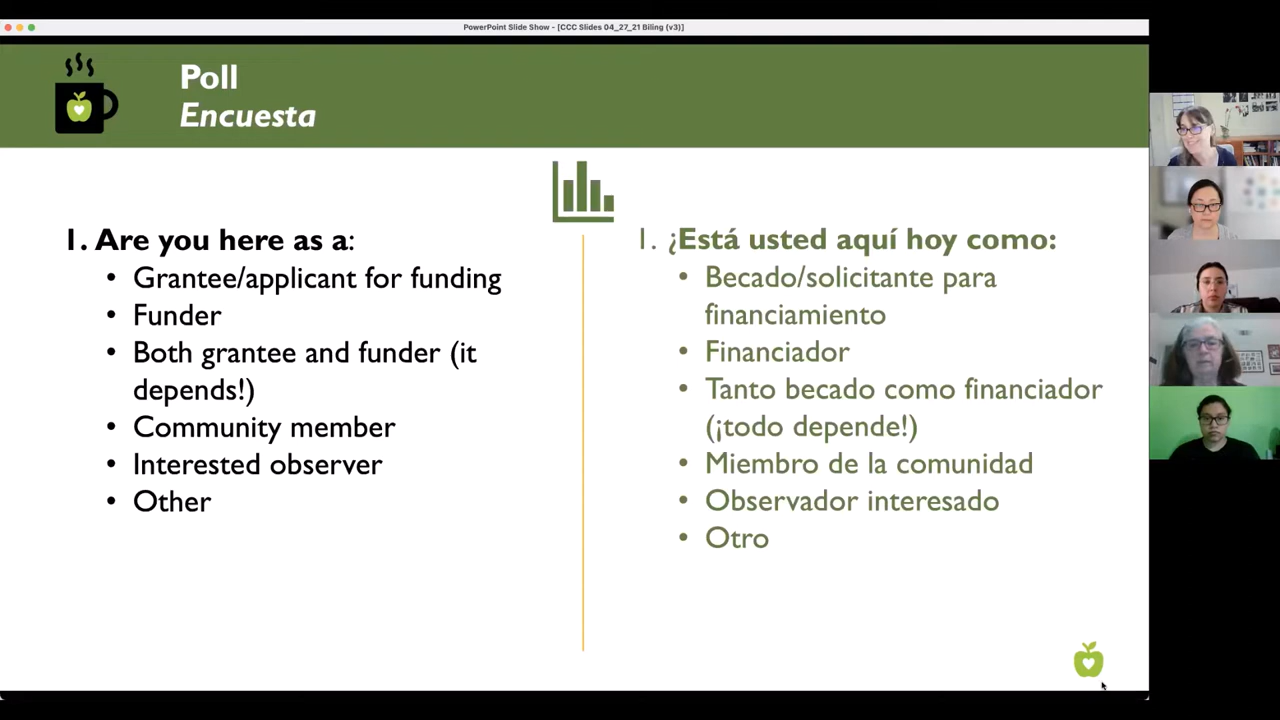 PowerPoint Slide Show - [CCC Slides 04_27_21 Biling (v3)]
Poll
Encuesta
1. Are you here as a:
• Grantee/applicant for funding
• Funder
• Both grantee and funder (it
depends!)
• Community member
• Interested observer
• Other
1. ¿Está usted aquí hoy como:
• Becado/solicitante para
financiamiento
• Financiador
• Tanto becado como financiador
(¡todo depende!)
• Miembro de la comunidad
• Observador interesado
• Otro